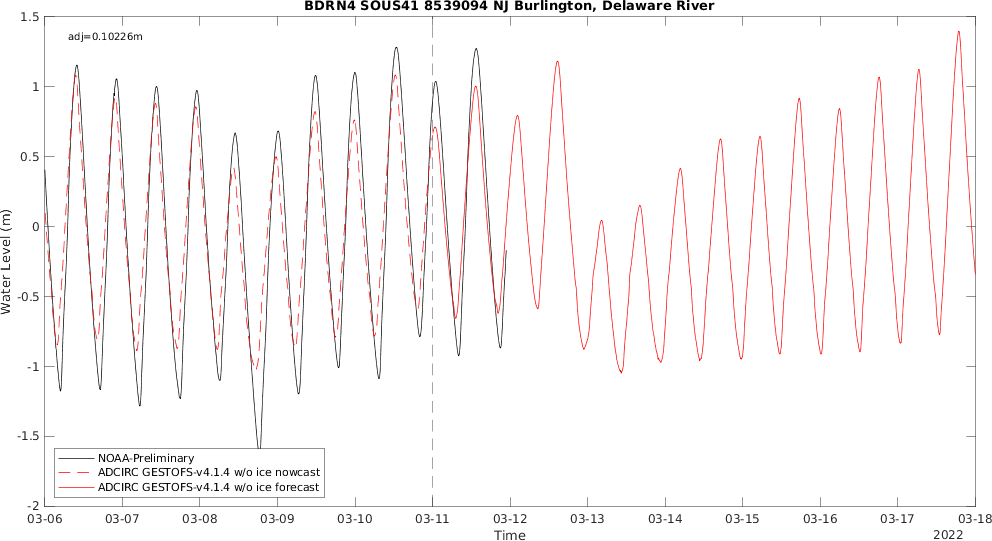 BDRN4 SOUS41 8539094 NJ Burlington, Delaware River
adj=0.10226m
1.5
1
0.5
0
-0.5
-1
-1.5
-2
Water Level (m)
NOAA-Preliminary
ADCIRC GESTOFS-v4.1.4 w/o ice nowcast
ADCIRC GESTOFS-v4.1.4 w/o ice forecast
03-06 03-07 03-08 03-09 03-10 03-11 03-12 03-13 03-14 03-15 03-16 03-17 03-18
Time
2022